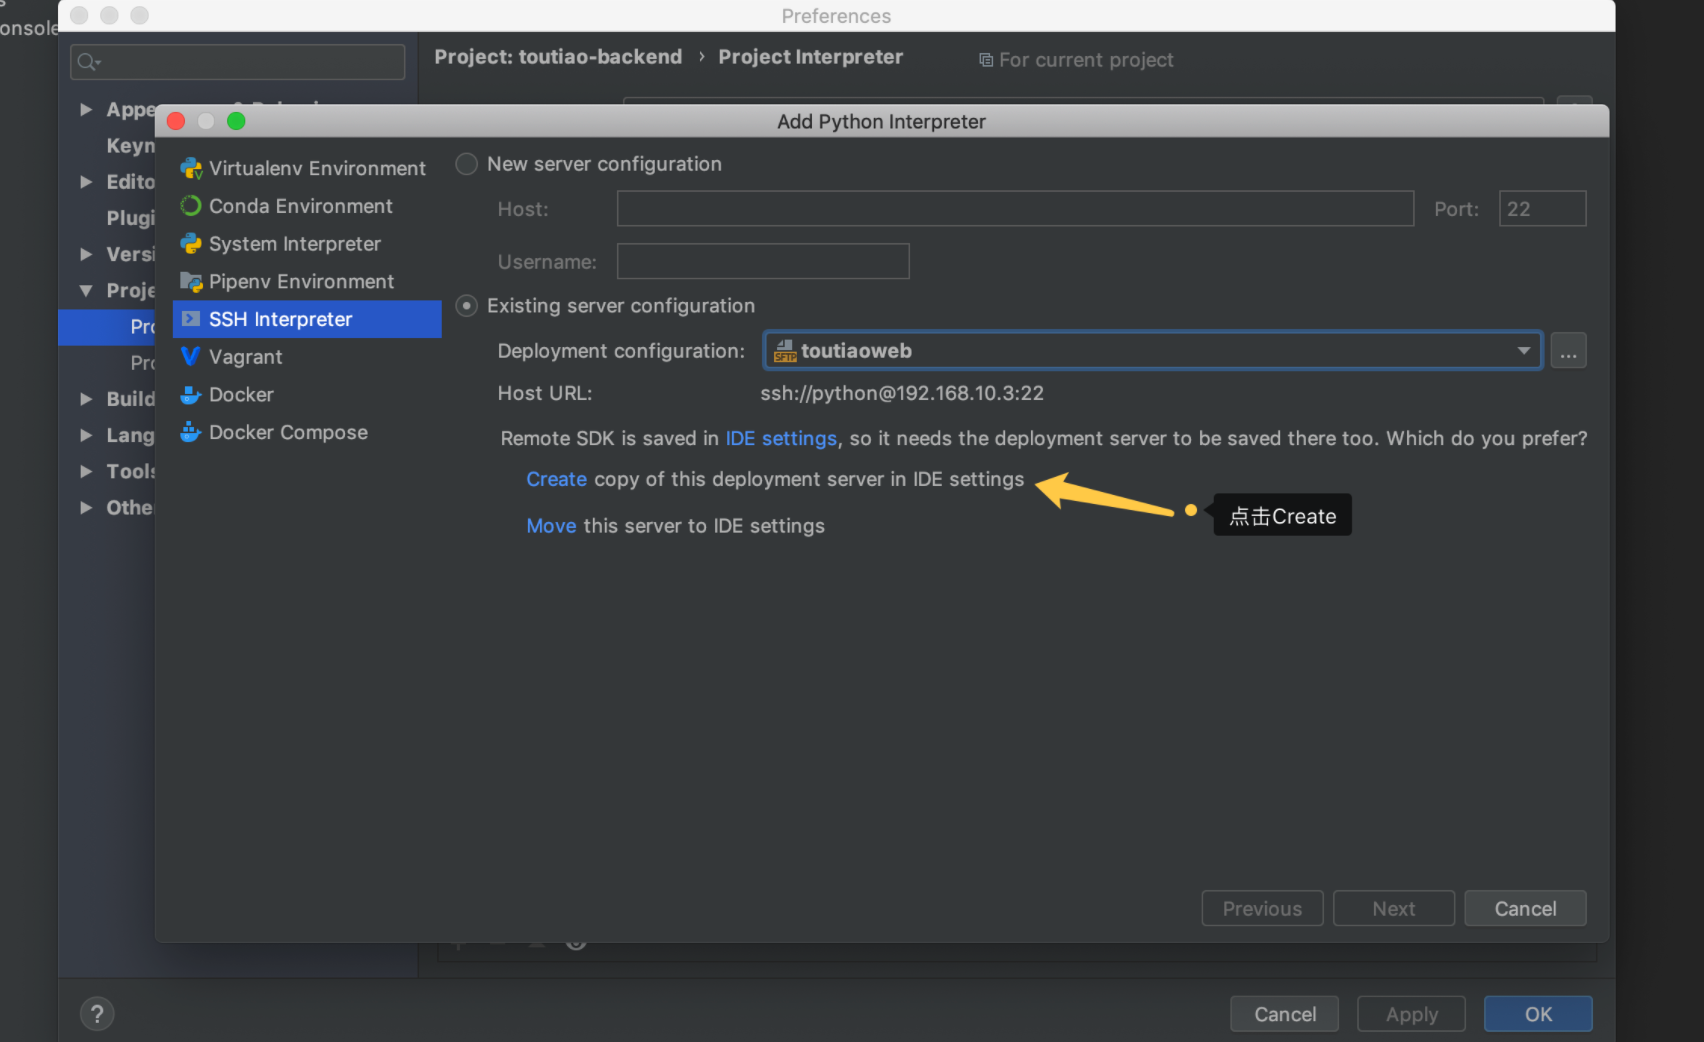 Preferences
onsole
Project: toutiao-backend › Project Interpreter
For current project
Add Python Interpreter
Virtualenv Environment
Conda Environment
System Interpreter
Pipenv Environment
SSH Interpreter
Vagrant
Docker
Docker Compose
New server configuration
Host:
Port: 22
Username:
Existing server configuration
Deployment configuration: SFTP toutiaoweb
...
Host URL: ssh://python@192.168.10.3:22
Remote SDK is saved in IDE settings, so it needs the deployment server to be saved there too. Which do you prefer?
Create copy of this deployment server in IDE settings
点击Create
Move this server to IDE settings
Previous
Next
Cancel
Appe
Keym
Edito
Plugi
Versi
Proje
Pro
Pro
Build
Lang
Tools
Other
?
Cancel
Apply
OK